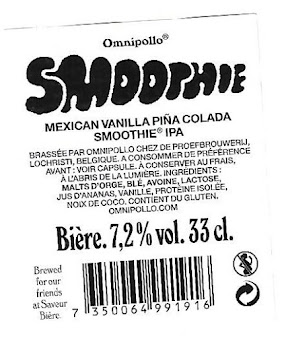 Omnipollo®
SMOOTHIE
MEXICAN VANILLA PIÑA COLADA
SMOOTHIE® IPA
BRASSÉE PAR OMNIPOLLO CHEZ DE PROEFBROUWERIJ,
LOCHRISTI, BELGIQUE. A CONSOMMER DE PRÉFÉRENCE
AVANT : VOIR CAPSULE. À CONSERVER AU FRAIS,
À L'ABRIS DE LA LUMIÈRE. INGRÉDIENTS :
MALTS D'ORGE, BLÉ, AVOINE, LACTOSE,
JUS D'ANANAS, VANILLE, PROTÉINE ISOLÉE,
NOIX DE COCO. CONTIENT DU GLUTEN.
OMNIPOLLO.COM
Bière. 7,2% vol. 33 cl.
Brewed
for our
friends
at Saveur
Bière.
7 350064 991916